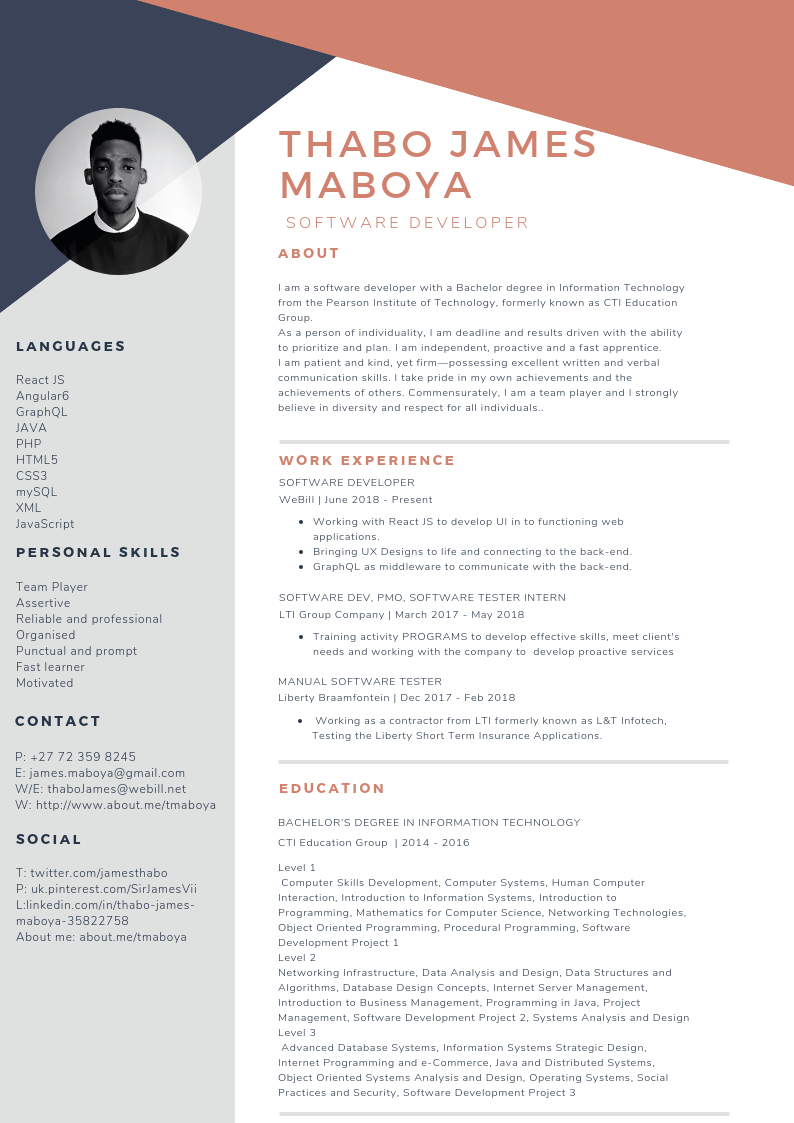 THABO JAMES
MABOYA
SOFTWARE DEVELOPER
ABOUT
I am a software developer with a Bachelor degree in Information Technology
from the Pearson Institute of Technology, formerly known as CTI Education
Group.
As a person of individuality, I am deadline and results driven with the ability
to prioritize and plan. I am independent, proactive and a fast apprentice.
I am patient and kind, yet firm—possessing excellent written and verbal
communication skills. I take pride in my own achievements and the
achievements of others. Commensurately, I am a team player and I strongly
believe in diversity and respect for all individuals..
LANGUAGES
React JS
Angular6
GraphQL
JAVA
PHP
HTML5
CSS3
mySQL
XML
JavaScript
PERSONAL SKILLS
Team Player
Assertive
Reliable and professional
Organised
Punctual and prompt
Fast learner
Motivated
CONTACT
P: +27 72 359 8245
E: james.maboya@gmail.com
W/E: thaboJames@webill.net
W: http://www.about.me/tmaboya
SOCIAL
T: twitter.com/jamesthabo
P: uk.pinterest.com/SirJamesVii
L:linkedin.com/in/thabo-james-
maboya-35822758
About me: about.me/tmaboya
WORK EXPERIENCE
SOFTWARE DEVELOPER
WeBill | June 2018 - Present
• Working with React JS to develop UI in to functioning web
applications.
• Bringing UX Designs to life and connecting to the back-end.
• GraphQL as middleware to communicate with the back-end.
SOFTWARE DEV, PMO, SOFTWARE TESTER INTERN
LTI Group Company | March 2017 - May 2018
• Training activity PROGRAMS to develop effective skills, meet client's
needs and working with the company to develop proactive services
MANUAL SOFTWARE TESTER
Liberty Braamfontein | Dec 2017 - Feb 2018
• Working as a contractor from LTI formerly known as L&T Infotech,
Testing the Liberty Short Term Insurance Applications.
EDUCATION
BACHELOR'S DEGREE IN INFORMATION TECHNOLOGY
CTI Education Group | 2014 - 2016
Level 1
Computer Skills Development, Computer Systems, Human Computer
Interaction, Introduction to Information Systems, Introduction to
Programming, Mathematics for Computer Science, Networking Technologies,
Object Oriented Programming, Procedural Programming, Software
Development Project 1
Level 2
Networking Infrastructure, Data Analysis and Design, Data Structures and
Algorithms, Database Design Concepts, Internet Server Management,
Introduction to Business Management, Programming in Java, Project
Management, Software Development Project 2, Systems Analysis and Design
Level 3
Advanced Database Systems, Information Systems Strategic Design,
Internet Programming and e-Commerce, Java and Distributed Systems,
Object Oriented Systems Analysis and Design, Operating Systems, Social
Practices and Security, Software Development Project 3